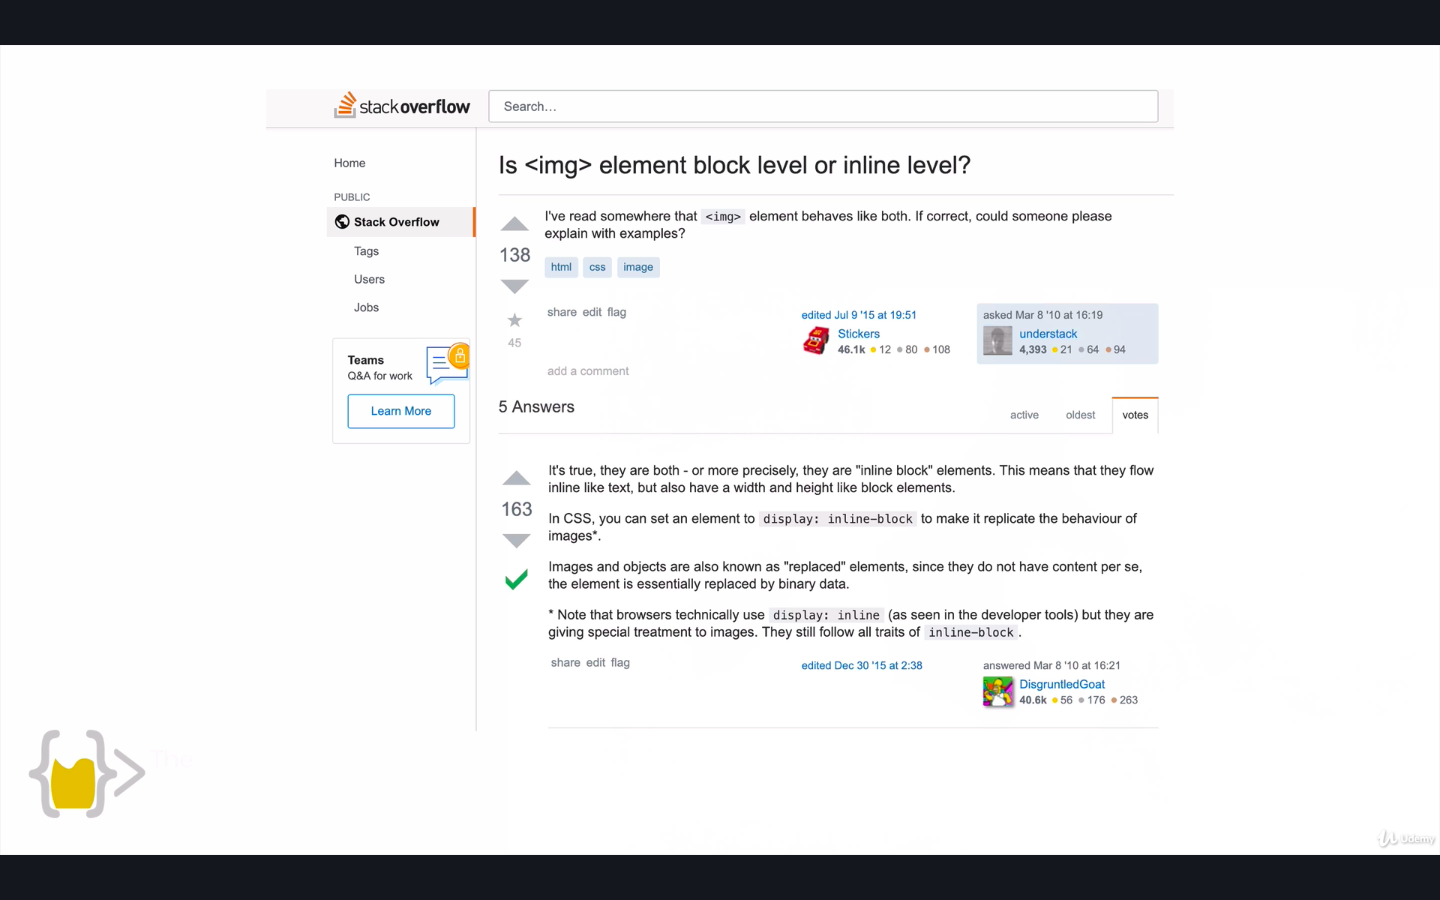 stackoverflow
Search...
Home
PUBLIC
Stack Overflow
Tags
Users
Jobs
Teams
Q&A for work
Learn More
Is <img> element block level or inline level?
138
I've read somewhere that <img> element behaves like both. If correct, could someone please
explain with examples?
html css image
share edit flag
45
edited Jul 9 '15 at 19:51
Stickers
46.1k 12 80 108
asked Mar 8 '10 at 16:19
understack
4,393 21 64 94
add a comment
5 Answers
active oldest votes
163
It's true, they are both - or more precisely, they are "inline block" elements. This means that they flow
inline like text, but also have a width and height like block elements.
In CSS, you can set an element to display: inline-block to make it replicate the behaviour of
images*.
Images and objects are also known as "replaced" elements, since they do not have content per se,
the element is essentially replaced by binary data.
* Note that browsers technically use display: inline (as seen in the developer tools) but they are
giving special treatment to images. They still follow all traits of inline-block.
share edit flag
edited Dec 30 '15 at 2:38
answered Mar 8 '10 at 16:21
DisgruntledGoat
40.6k 56 176 263
{ }>
The
Udemy